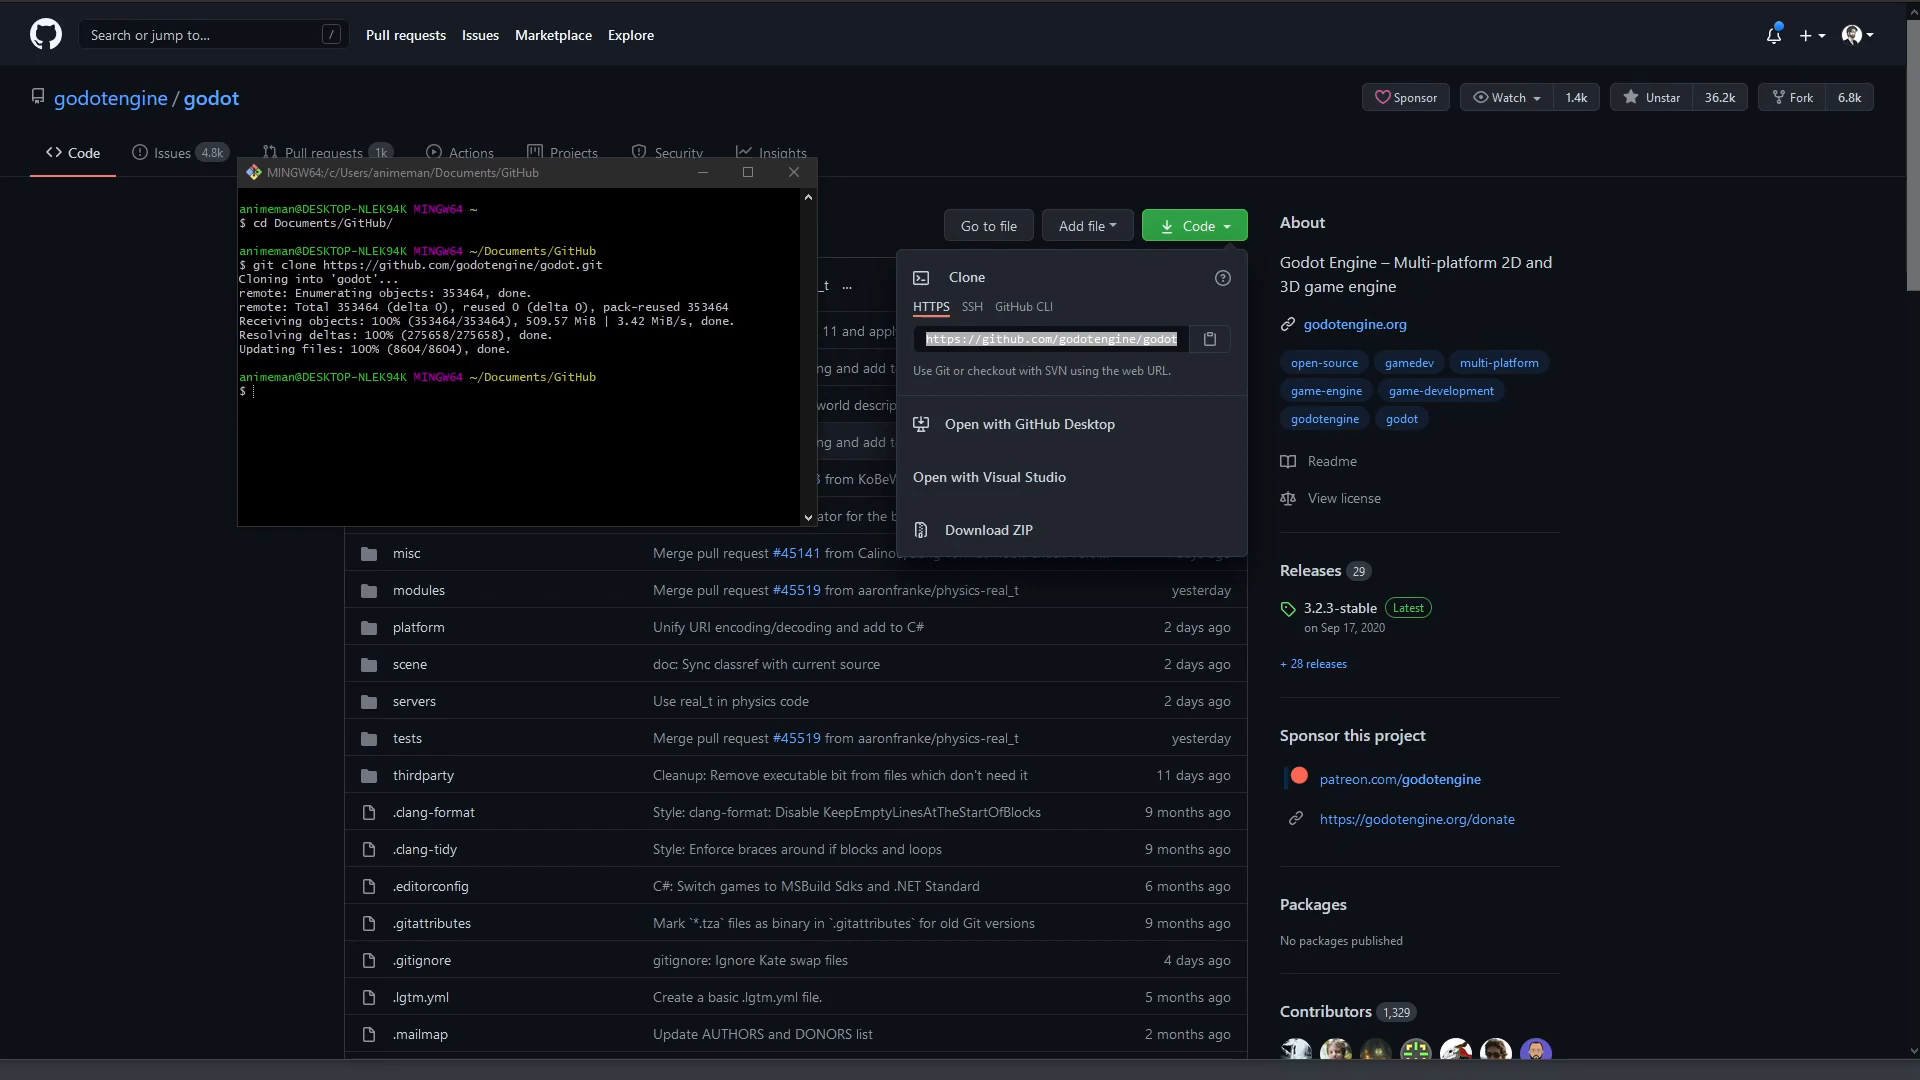 Search or jump to...
/
Pull requests
Issues
Marketplace
Explore
godotengine / godot
Sponsor
Watch
1.4k
Unstar
36.2k
Fork
6.8k
Code
Issues 4.8k
Pull requests 1k
Actions
Projects
Security
Insights
MINGW64:/c/Users/animeman/Documents/GitHub
animeman@DESKTOP-NLEK94K MINGW64 ~
$ cd Documents/GitHub/
animeman@DESKTOP-NLEK94K MINGW64 ~/Documents/GitHub
$ git clone https://github.com/godotengine/godot.git
Cloning into 'godot'...
remote: Enumerating objects: 353464, done.
remote: Total 353464 (delta 0), reused 0 (delta 0), pack-reused 353464
Receiving objects: 100% (353464/353464), 509.57 MiB | 3.42 MiB/s, done.
Resolving deltas: 100% (275658/275658), done.
Updating files: 100% (8604/8604), done.
animeman@DESKTOP-NLEK94K MINGW64 ~/Documents/GitHub
$
Go to file
Add file
Code
_t ...
11 and appl
ng and add t
world descrip
ng and add t
from KoBeW
ator for the b
Clone
HTTPS SSH GitHub CLI
https://github.com/godotengine/godot
Use Git or checkout with SVN using the web URL.
Open with GitHub Desktop
Open with Visual Studio
Download ZIP
misc Merge pull request #45141 from Calinou
modules Merge pull request #45519 from aaronfranke/physics-real_t yesterday
platform Unify URI encoding/decoding and add to C# 2 days ago
scene doc: Sync classref with current source 2 days ago
servers Use real_t in physics code 2 days ago
tests Merge pull request #45519 from aaronfranke/physics-real_t yesterday
thirdparty Cleanup: Remove executable bit from files which don't need it 11 days ago
.clang-format Style: clang-format: Disable KeepEmptyLinesAtTheStartOfBlocks 9 months ago
.clang-tidy Style: Enforce braces around if blocks and loops 9 months ago
.editorconfig C#: Switch games to MSBuild Sdks and .NET Standard 6 months ago
.gitattributes Mark `*.tza` files as binary in `.gitattributes` for old Git versions 9 months ago
.gitignore gitignore: Ignore Kate swap files 4 days ago
.lgtm.yml Create a basic .lgtm.yml file. 5 months ago
.mailmap Update AUTHORS and DONORS list 2 months ago
About
Godot Engine – Multi-platform 2D and
3D game engine
godotengine.org
open-source gamedev multi-platform
game-engine game-development
godotengine godot
Readme
View license
Releases 29
3.2.3-stable Latest
on Sep 17, 2020
+ 28 releases
Sponsor this project
patreon.com/godotengine
https://godotengine.org/donate
Packages
No packages published
Contributors 1,329